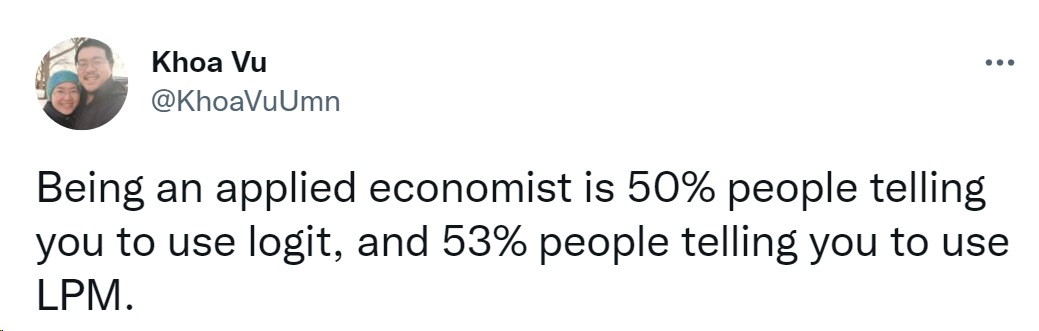 Khoa Vu
@KhoaVuUmn
Being an applied economist is 50% people telling
you to use logit, and 53% people telling you to use
LPM.